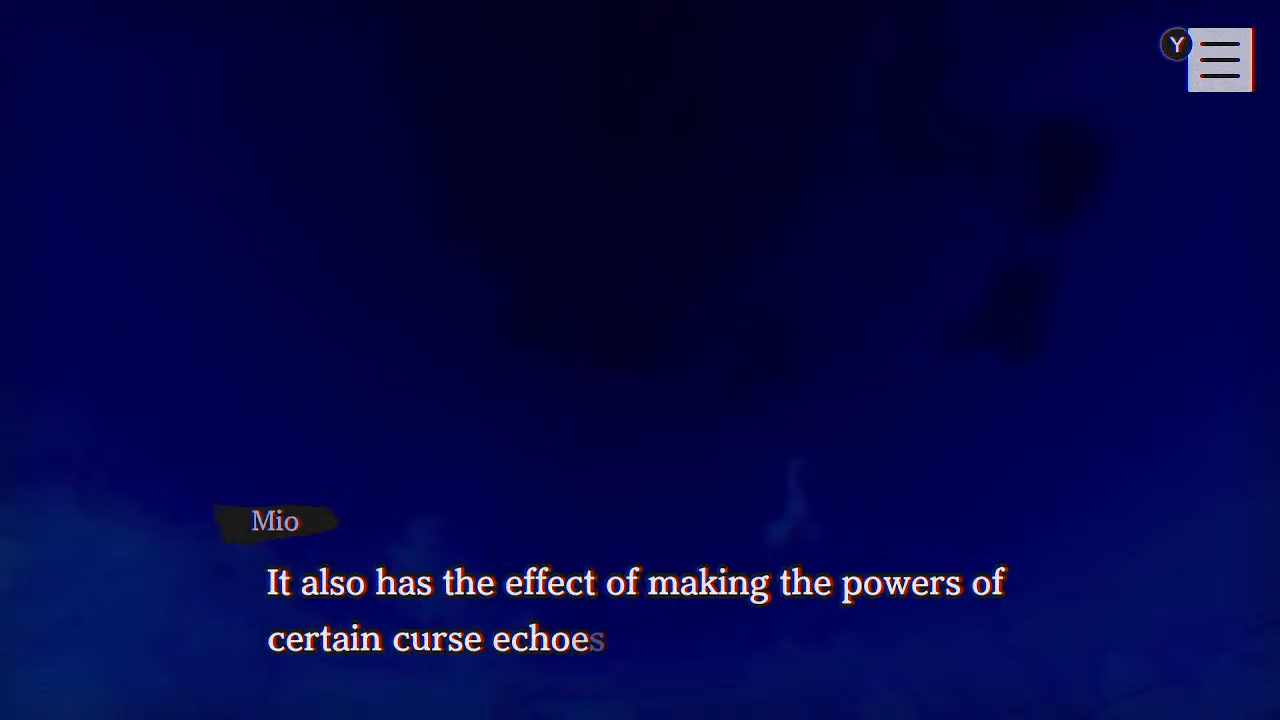 Y
Mio
It also has the effect of making the powers of
certain curse echoes